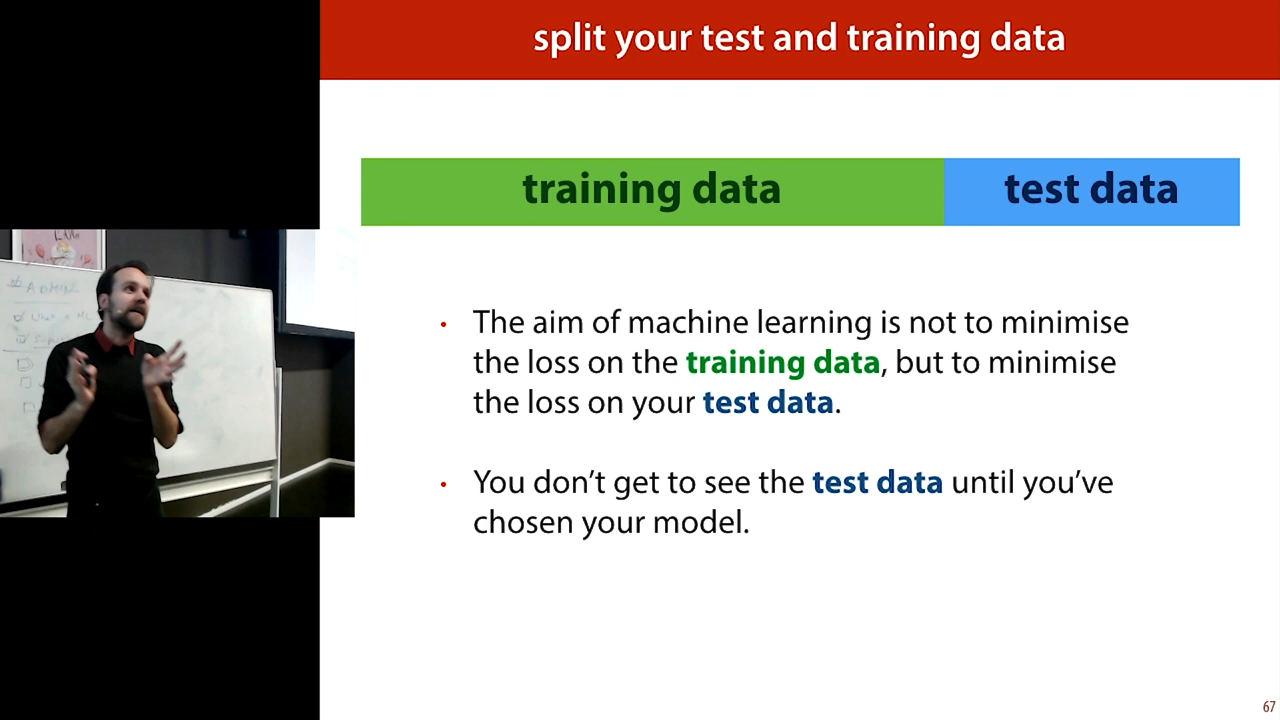 split your test and training data
training data
test data
• The aim of machine learning is not to minimise
the loss on the training data, but to minimise
the loss on your test data.
• You don’t get to see the test data until you’ve
chosen your model.
67